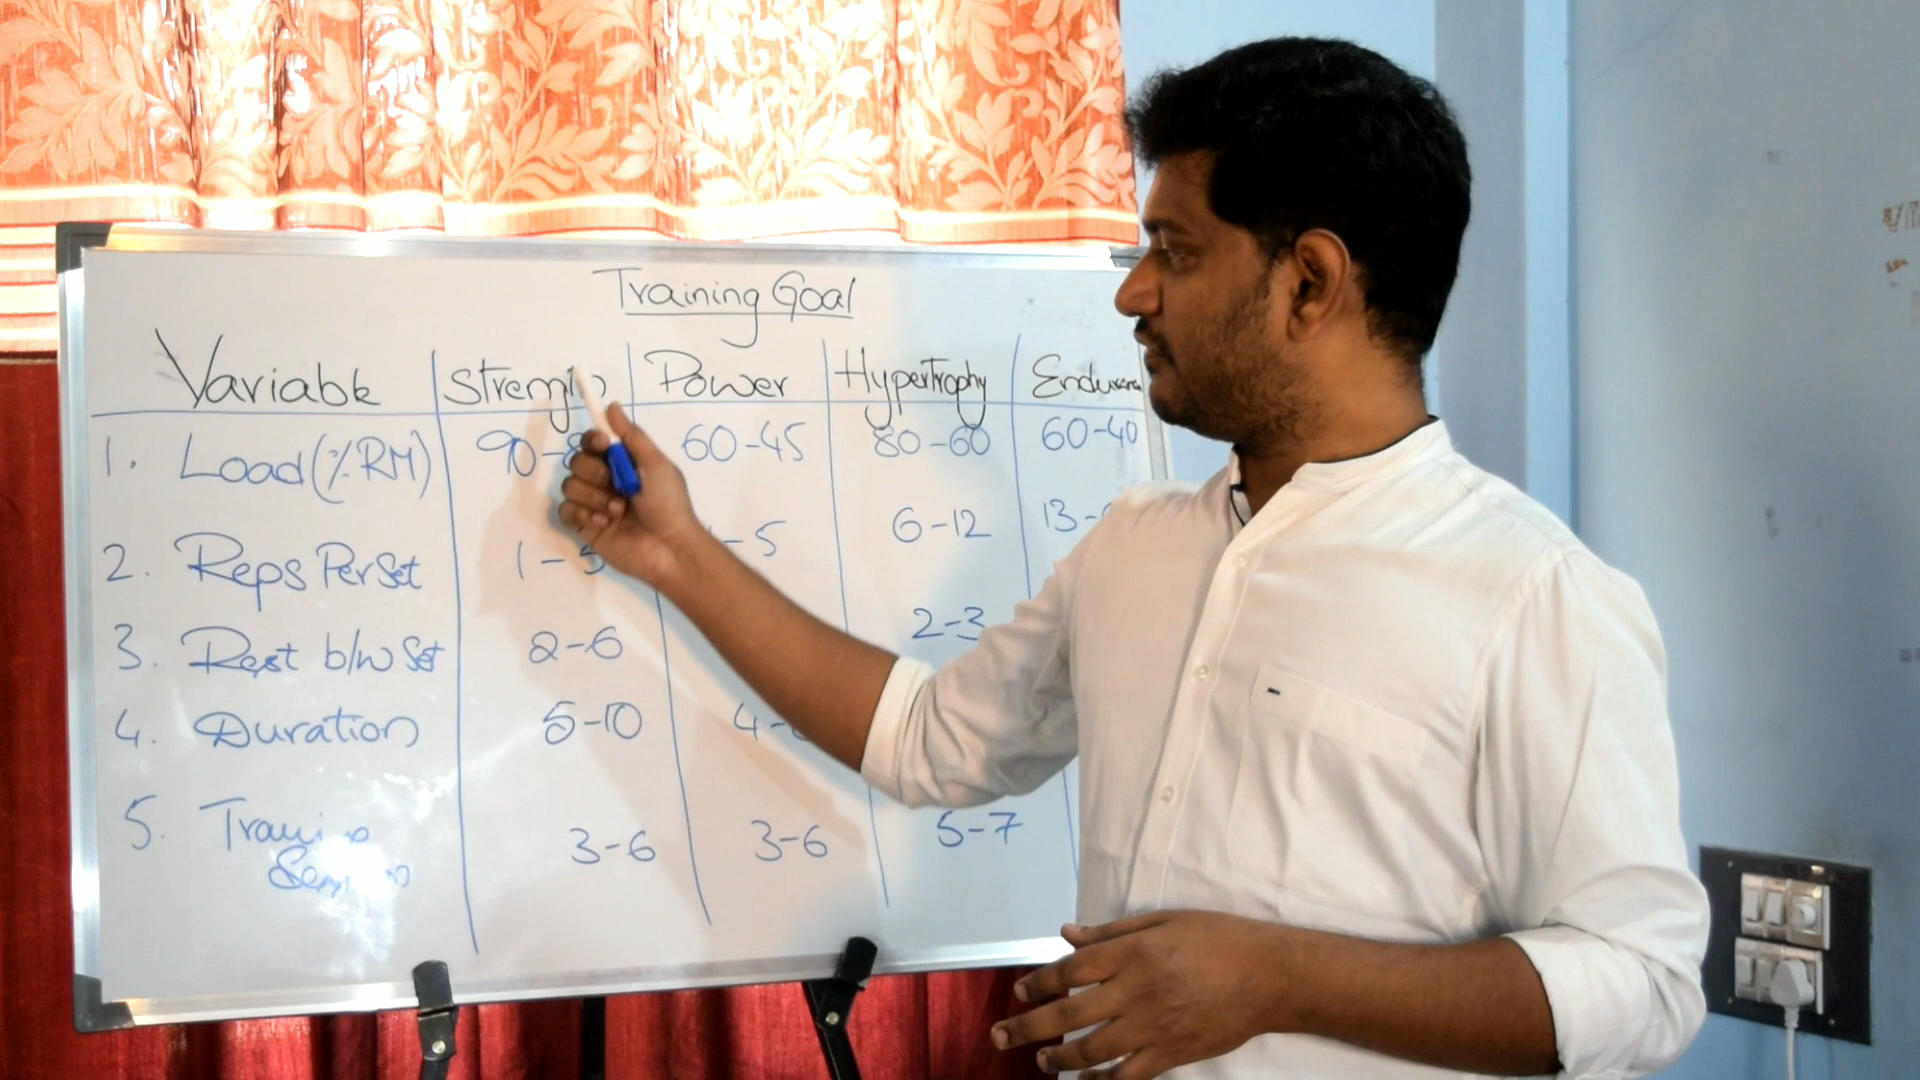 Training Goal
Variable Strength Power Hypertrophy Endurance
1. Load (% RM) 90-8 60-45 80-60 60-40
2. Reps Per Set 1-5 -5 6-12 13-
3. Rest b/w Set 2-6 2-3
4. Duration 5-10 4-
5. Training 3-6 3-6 5-7